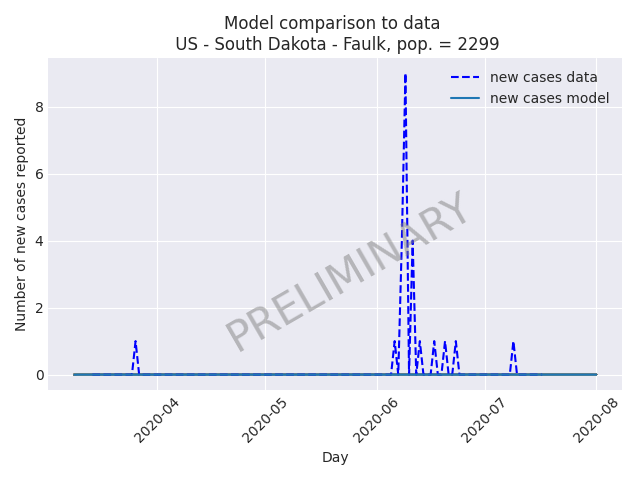 Model comparison to data
US - South Dakota - Faulk, pop. = 2299
new cases data
new cases model
Number of new cases reported
8
6
4
2
0
PRELIMINARY
2020-04
2020-05
2020-06
2020-07
2020-08
Day